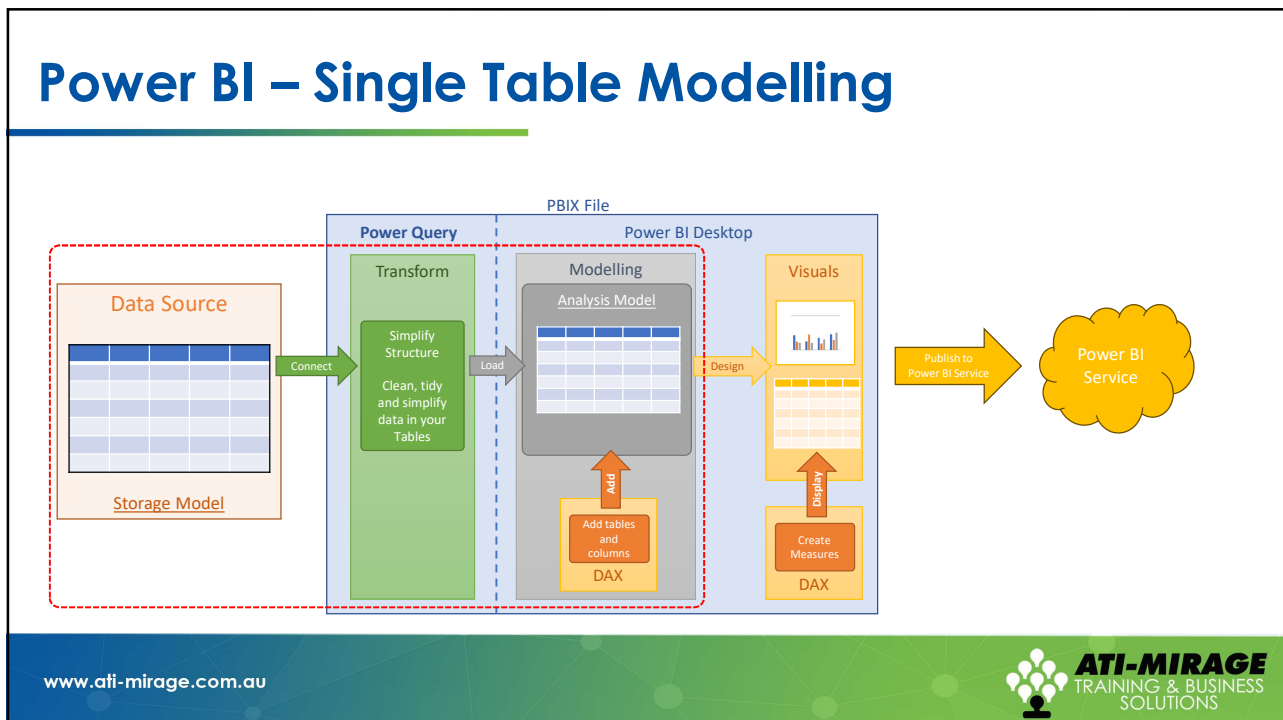 Power BI – Single Table Modelling
PBIX File
Power Query
Power BI Desktop
Data Source
Storage Model
Connect
Transform
Simplify
Structure
Clean, tidy
and simplify
data in your
Tables
Load
Modelling
Analysis Model
Add
Add tables
and
columns
DAX
Design
Visuals
Display
Create
Measures
DAX
Publish to
Power BI Service
Power BI
Service
www.ati-mirage.com.au
ATI-MIRAGE
TRAINING & BUSINESS
SOLUTIONS